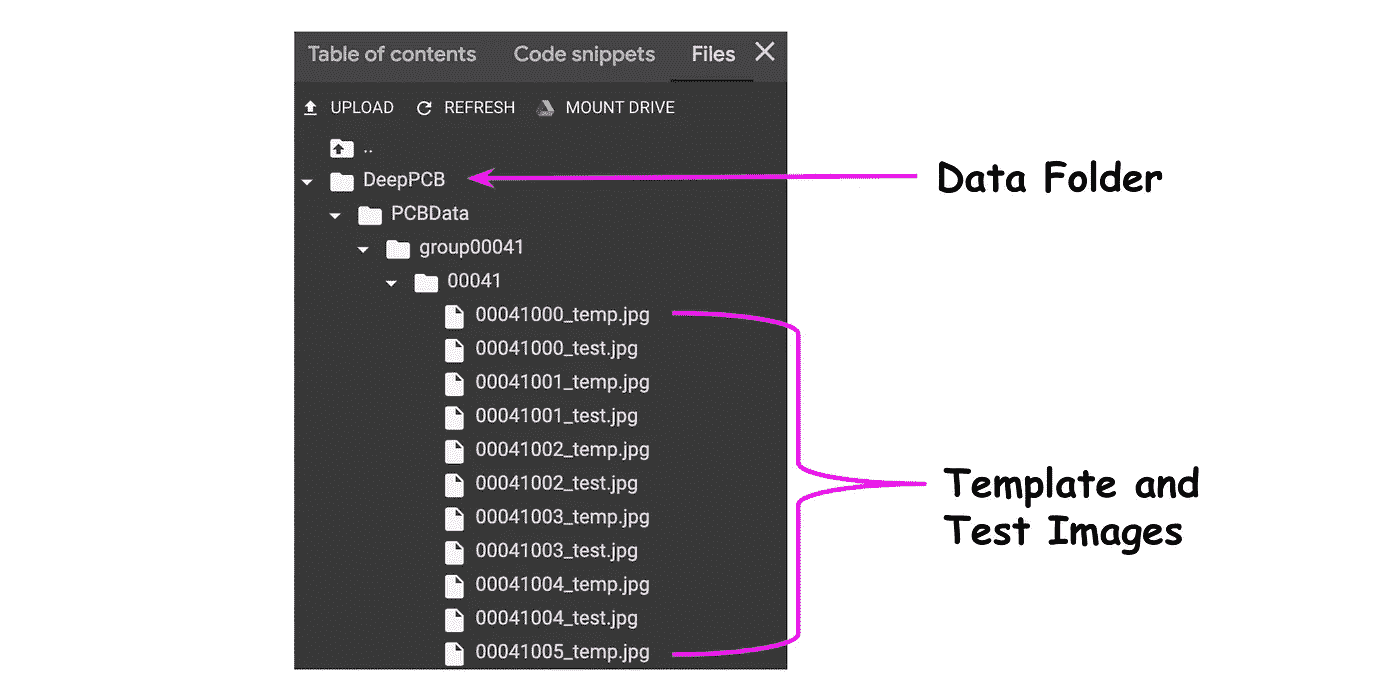 Table of contents Code snippets Files
UPLOAD REFRESH MOUNT DRIVE
..
DeepPCB
Data Folder
PCBData
group00041
00041
00041000_temp.jpg
00041000_test.jpg
00041001_temp.jpg
00041001_test.jpg
00041002_temp.jpg
00041002_test.jpg
00041003_temp.jpg
00041003_test.jpg
00041004_temp.jpg
00041004_test.jpg
00041005_temp.jpg
Template and
Test Images